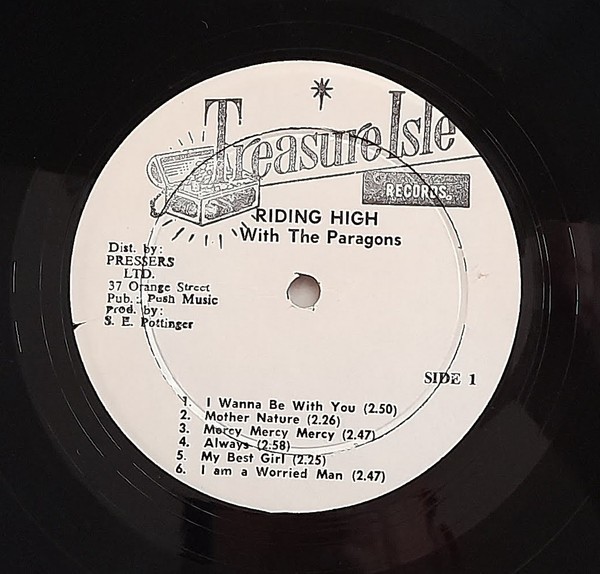 Treasure Isle
RECORDS
RIDING HIGH
With The Paragons
Dist. by:
PRESSERS
LTD.
37 Orange Street
Pub.: Push Music
Prod. by:
S. E. Pottinger
SIDE 1
1. I Wanna Be With You (2.50)
2. Mother Nature (2.26)
3. Mercy Mercy Mercy (2.47)
4. Always (2.58)
5. My Best Girl (2.25)
6. I am a Worried Man (2.47)